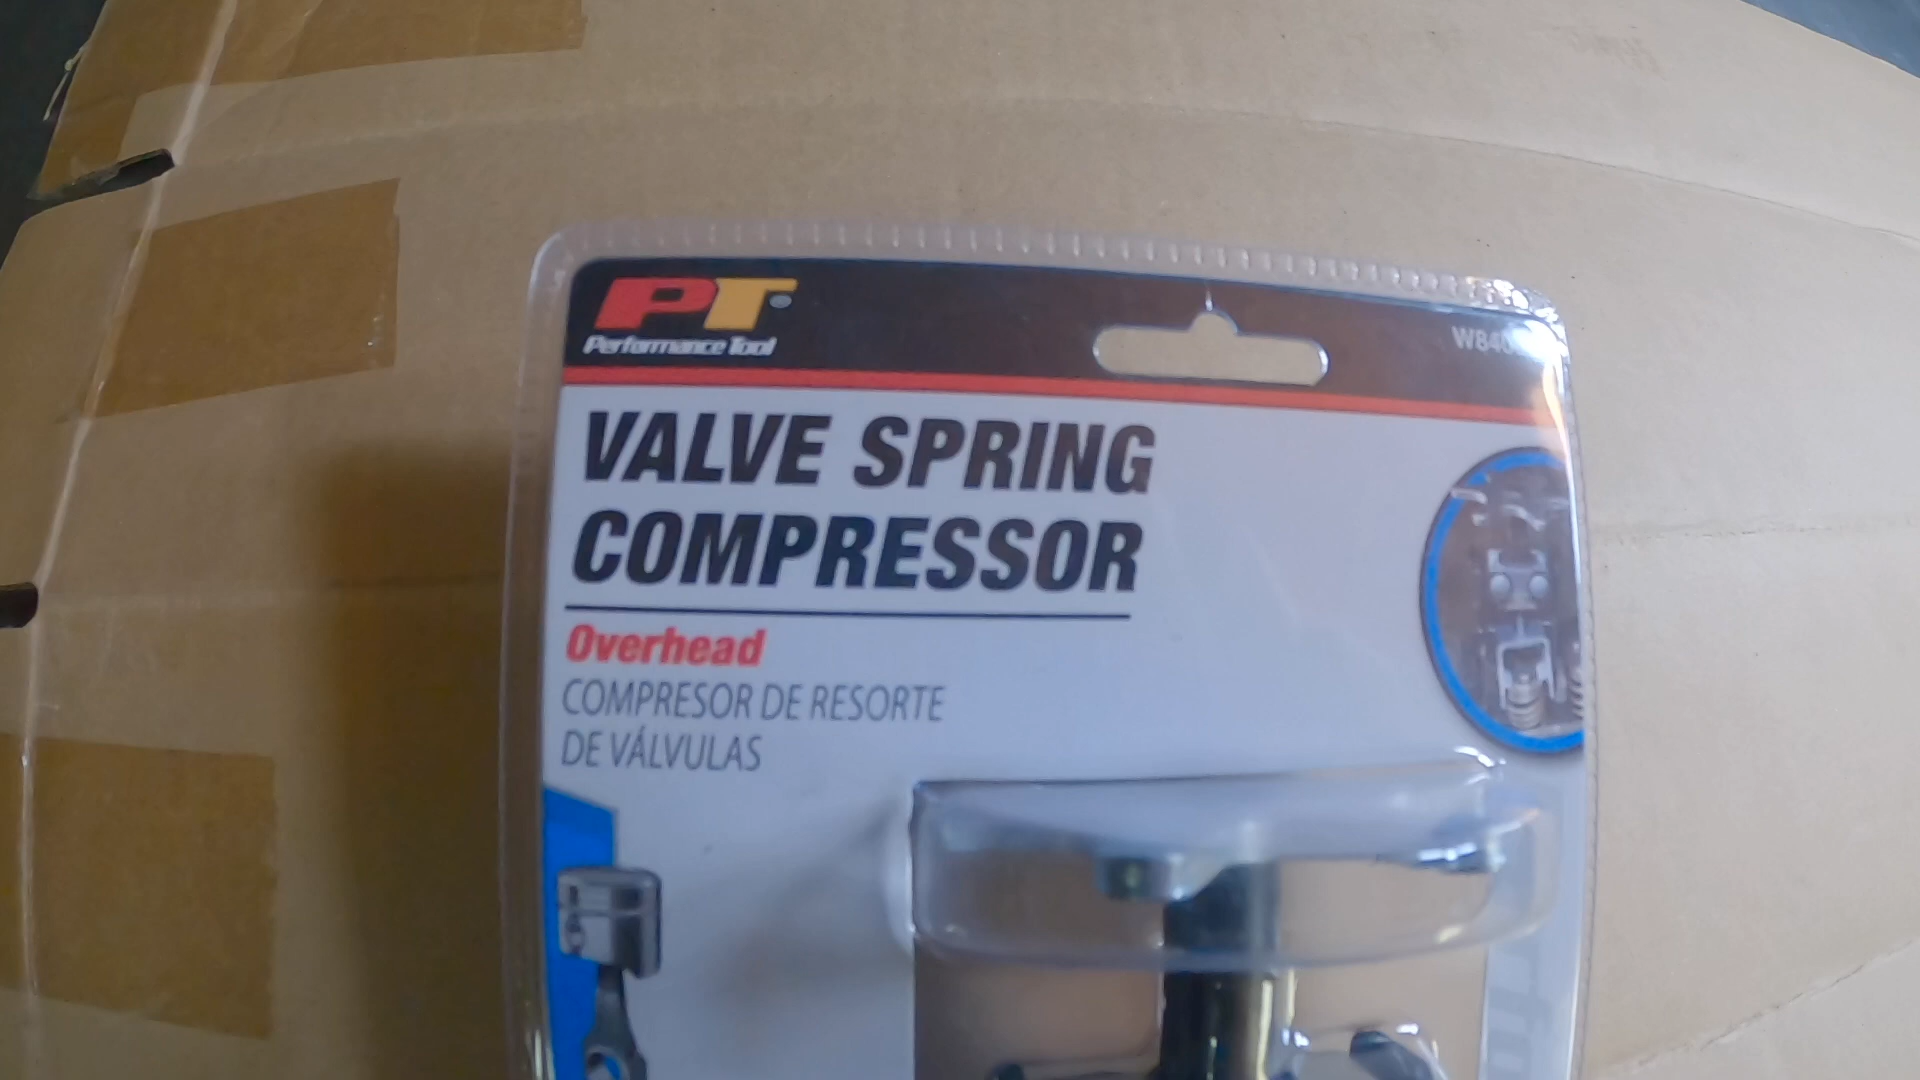 PT
Performance Tool
VALVE SPRING
COMPRESSOR
Overhead
COMPRESOR DE RESORTE
DE VÁLVULAS